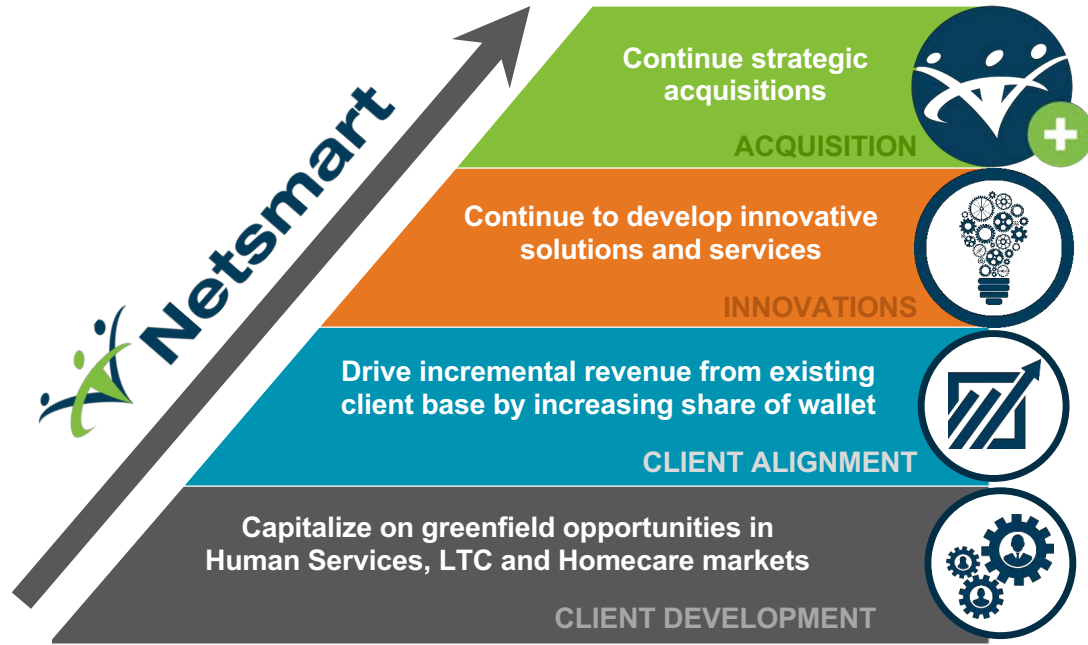 Netsmart
Continue strategic
acquisitions
ACQUISITION
Continue to develop innovative
solutions and services
INNOVATIONS
Drive incremental revenue from existing
client base by increasing share of wallet
CLIENT ALIGNMENT
Capitalize on greenfield opportunities in
Human Services, LTC and Homecare markets
CLIENT DEVELOPMENT